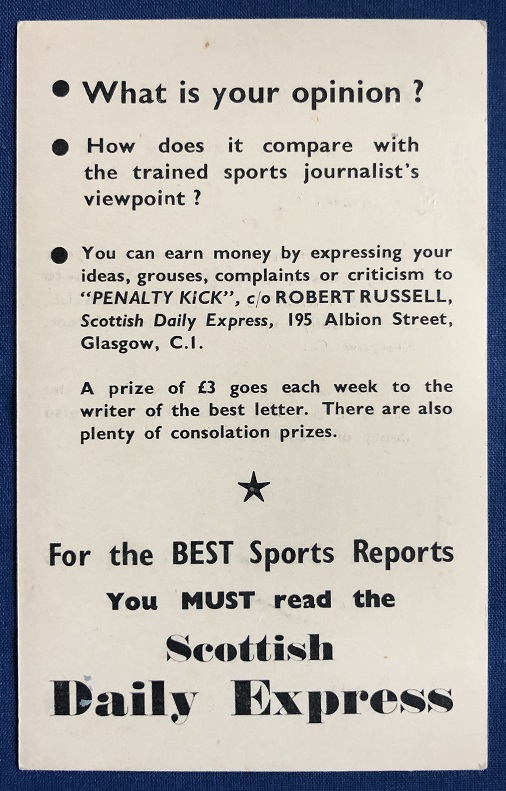 ● What is your opinion ?
● How does it compare with
the trained sports journalist's
viewpoint ?
● You can earn money by expressing your
ideas, grouses, complaints or criticism to
"PENALTY KiCK", c/o ROBERT RUSSELL,
Scottish Daily Express, 195 Albion Street,
Glasgow, C.1.
A prize of £3 goes each week to the
writer of the best letter. There are also
plenty of consolation prizes.
★
For the BEST Sports Reports
You MUST read the
Scottish
Daily Express